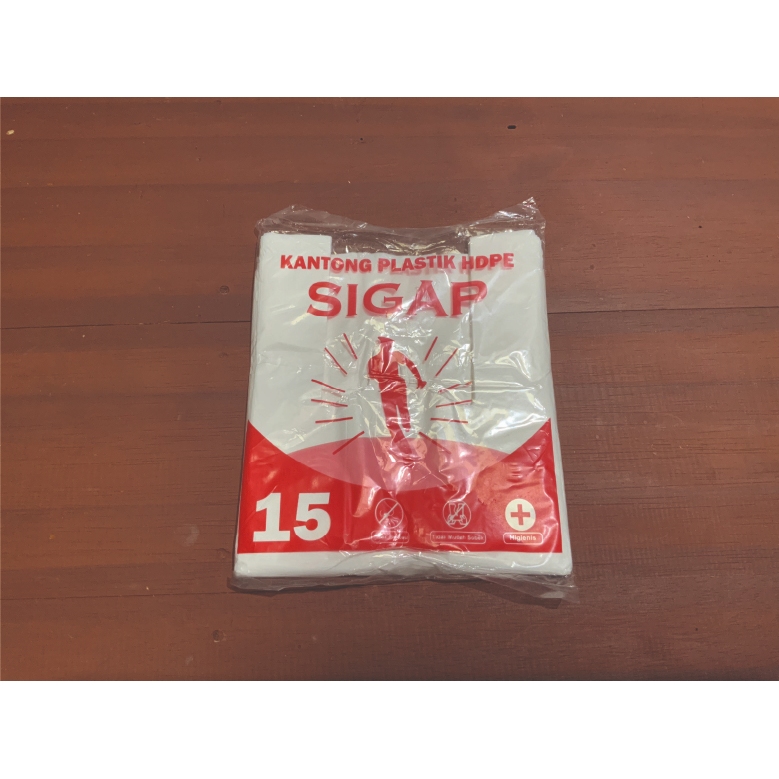 KANTONG PLASTIK HDPE
SIGAP
15
Tidak Mudah Sobek
Higienis